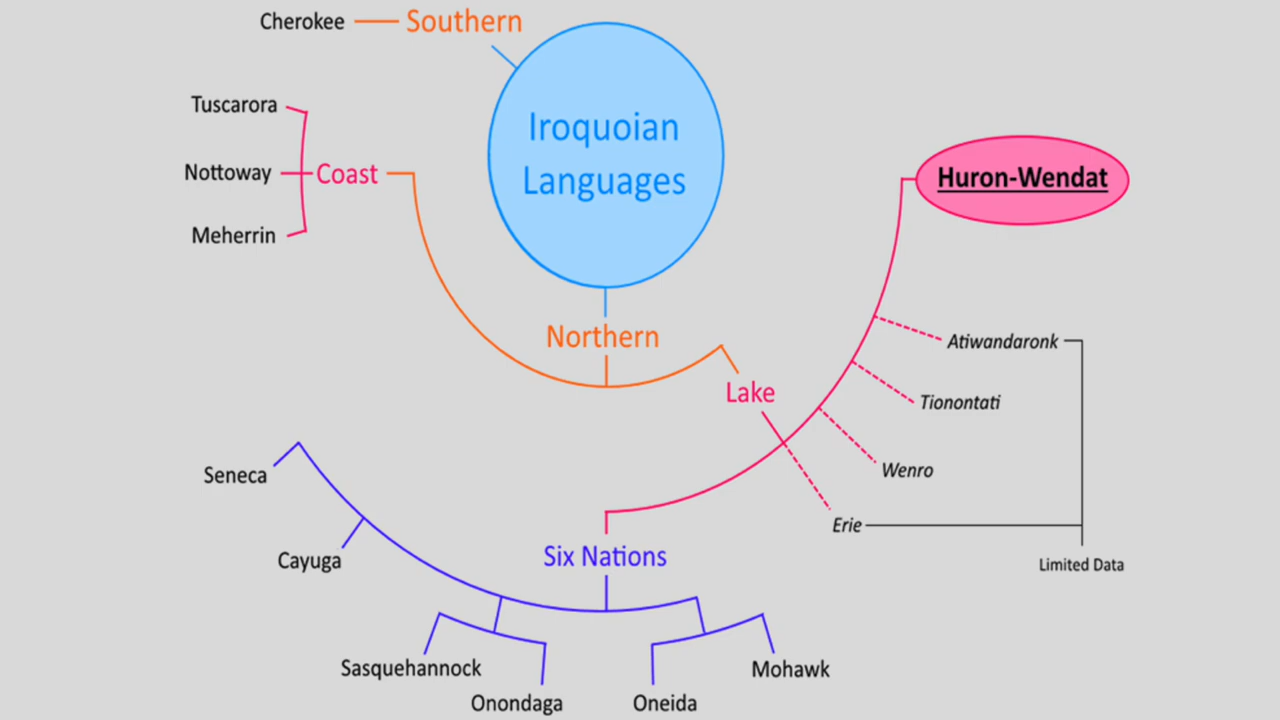 Cherokee
Southern
Iroquoian
Languages
Tuscarora
Nottoway
Coast
Meherrin
Huron-Wendat
Northern
Lake
Atiwandaronk
Tionontati
Wenro
Erie
Limited Data
Six Nations
Seneca
Cayuga
Sasquehannock
Onondaga
Oneida
Mohawk